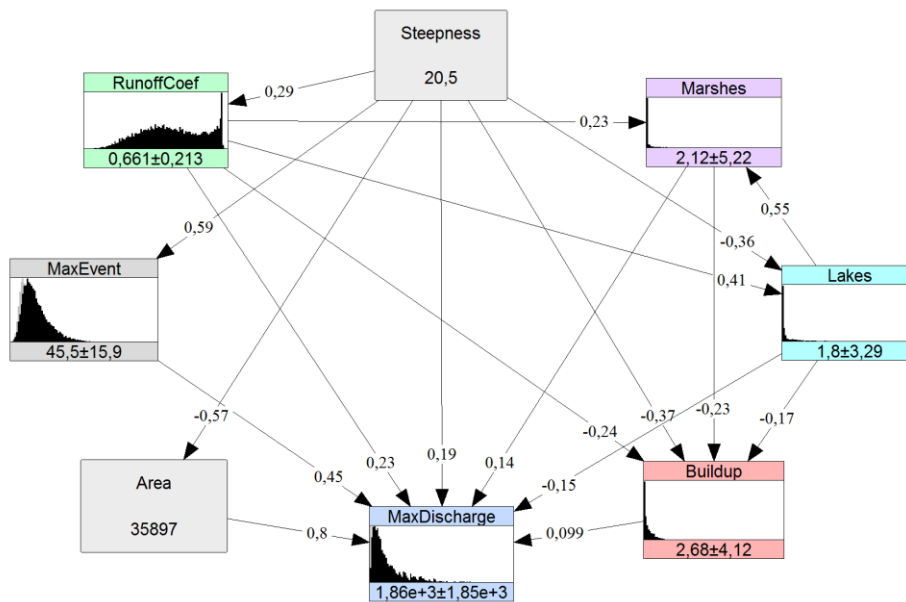 Steepness
20,5
RunoffCoef
0,661±0,213
0,29
Marshes
2,12±5,22
0,23
0,59
-0,36
0,55
0,41
MaxEvent
45,5±15,9
Lakes
1,8±3,29
-0,57
-0,24
-0,37
-0,23
-0,17
Area
35897
0,45
0,23
0,19
0,14
-0,15
Buildup
2,68±4,12
0,8
MaxDischarge
1,86e+3±1,85e+3
0,099